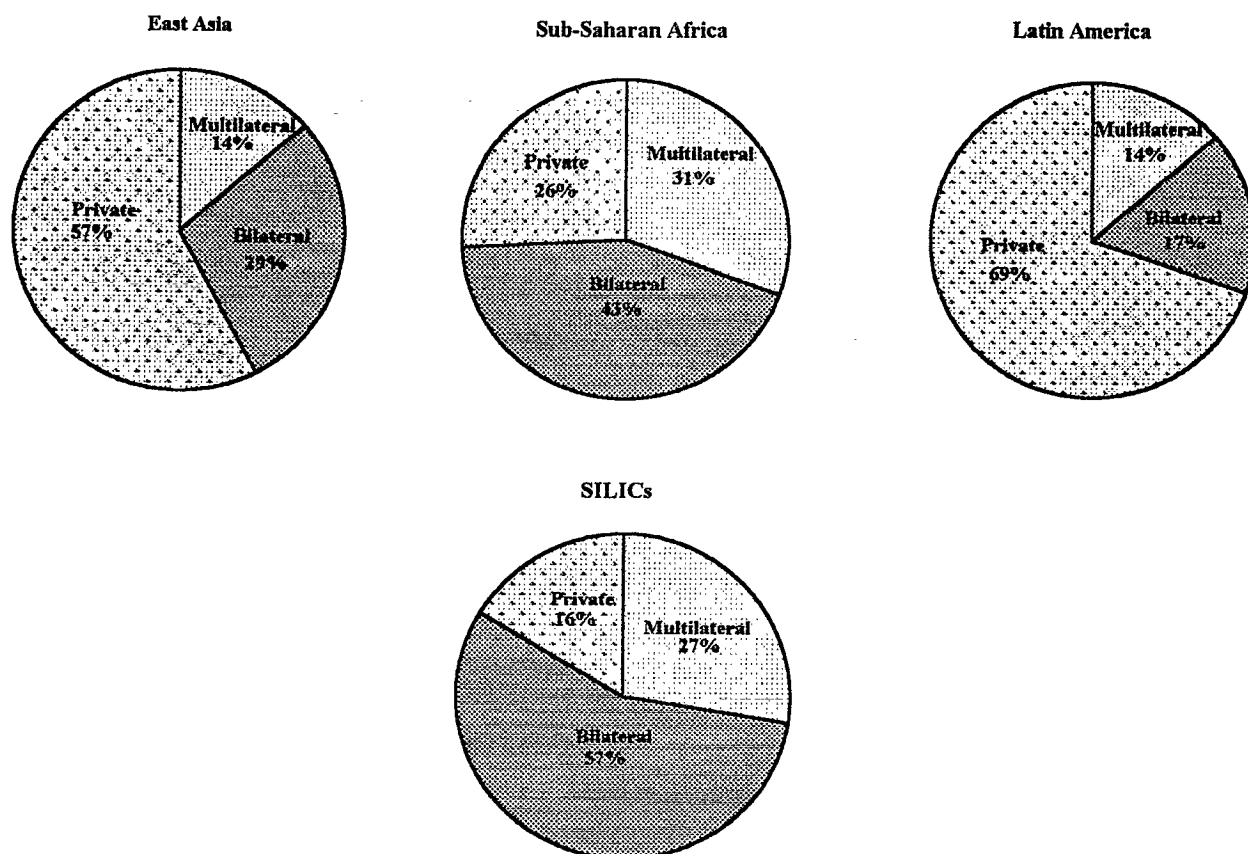 East Asia
Multilateral
14%
Private
57%
Bilateral
29%
Sub-Saharan Africa
Private
26%
Multilateral
31%
Bilateral
43%
Latin America
Multilateral
14%
Bilateral
17%
Private
69%
SILICs
Private
16%
Multilateral
27%
Bilateral
57%